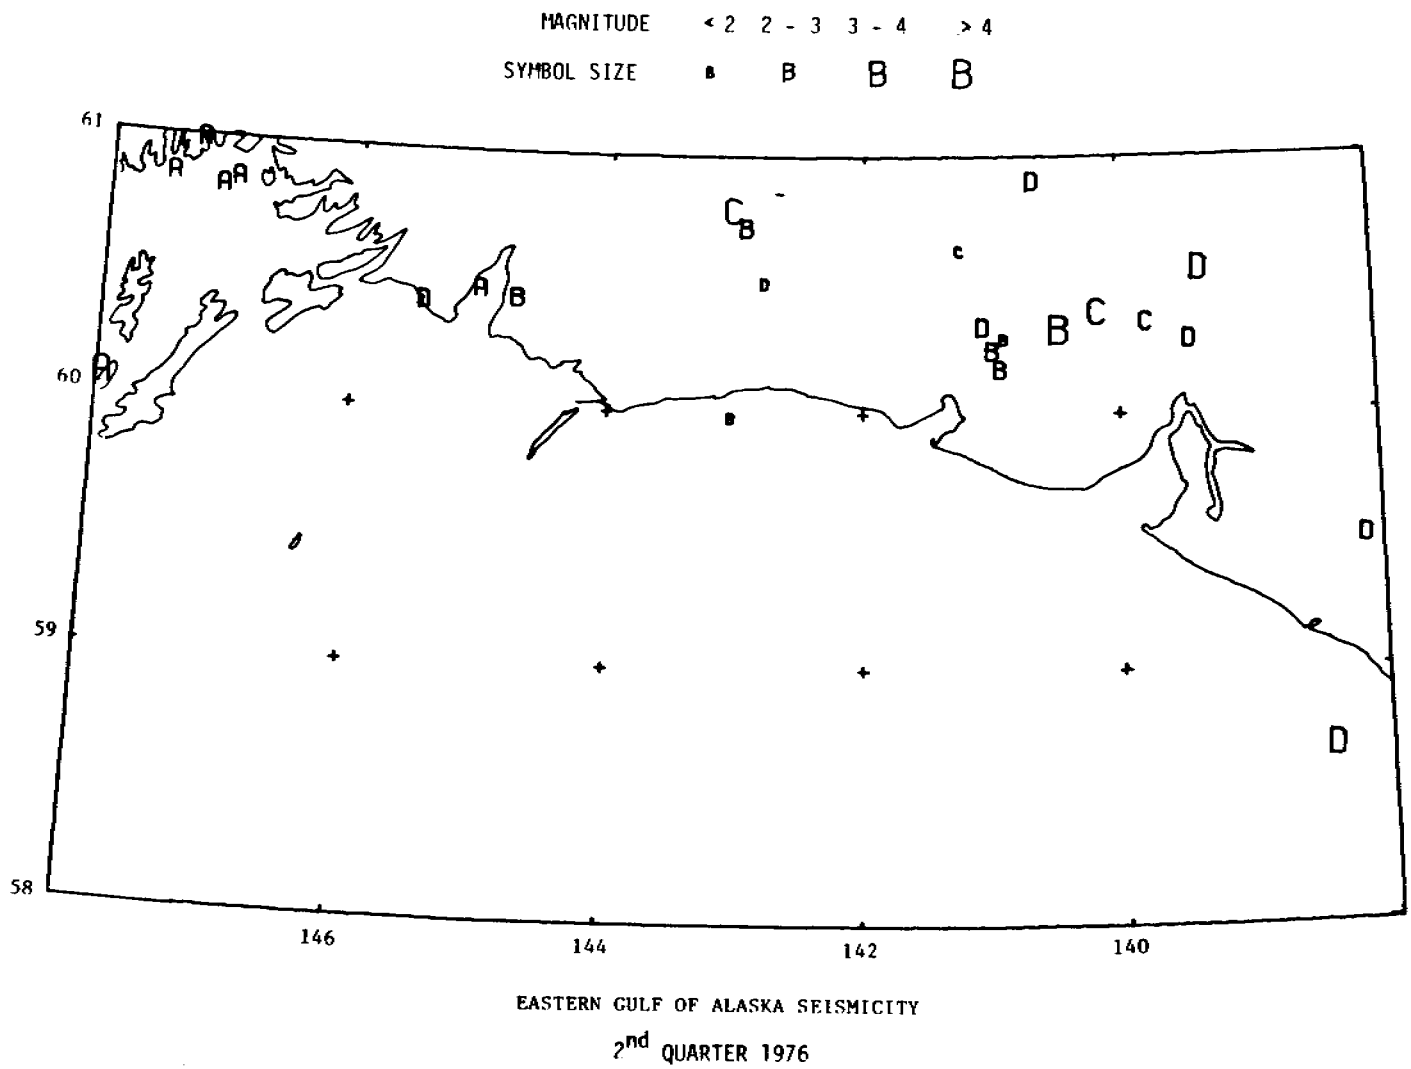 MAGNITUDE < 2 2 - 3 3 - 4 > 4
SYMBOL SIZE B B B B
61
A
A A
D
C
B
C
D
D
D
A
B
D
B
C
C
D
D
B
B
B
A
60
B
D
59
D
58
146 144 142 140
EASTERN GULF OF ALASKA SEISMICITY
2nd QUARTER 1976